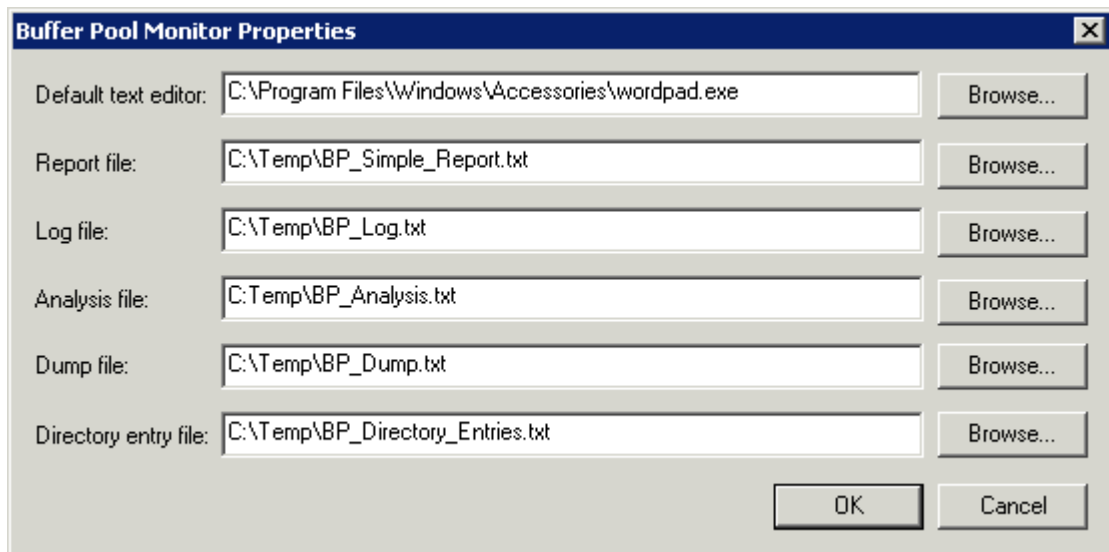 Buffer Pool Monitor Properties
Default text editor: C:\Program Files\Windows\Accessories\wordpad.exe Browse...
Report file: C:\Temp\BP_Simple_Report.txt Browse...
Log file: C:\Temp\BP_Log.txt Browse...
Analysis file: C:Temp\BP_Analysis.txt Browse...
Dump file: C:\Temp\BP_Dump.txt Browse...
Directory entry file: C:\Temp\BP_Directory_Entries.txt Browse...
OK Cancel